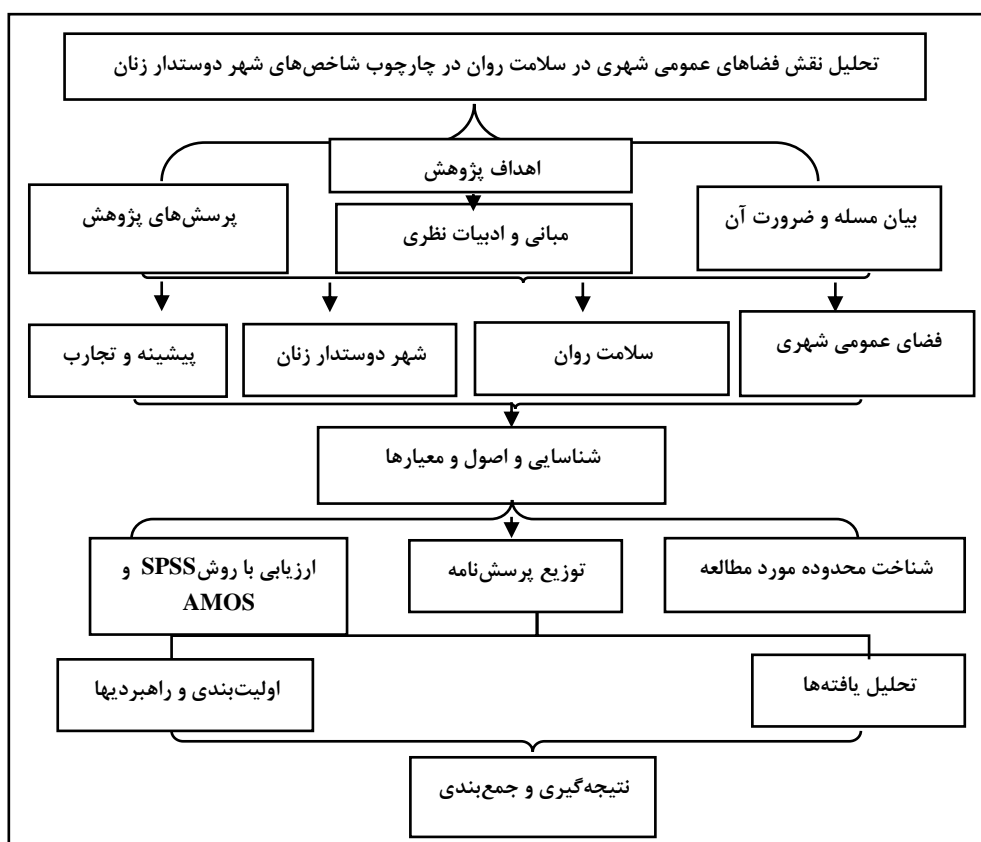 تحلیل نقش فضاهای عمومی شهری در سلامت روان در چارچوب شاخص‌های شهر دوستدار زنان
اهداف پژوهش
بیان مسله و ضرورت آن
مبانی و ادبیات نظری
پرسش‌های پژوهش
فضای عمومی شهری
سلامت روان
شهر دوستدار زنان
پیشینه و تجارب
شناسایی و اصول و معیارها
شناخت محدوده مورد مطالعه
توزیع پرسش‌نامه
ارزیابی با روش SPSS و
AMOS
تحلیل یافته‌ها
اولیت‌بندی و راهبردیها
نتیجه‌گیری و جمع‌بندی